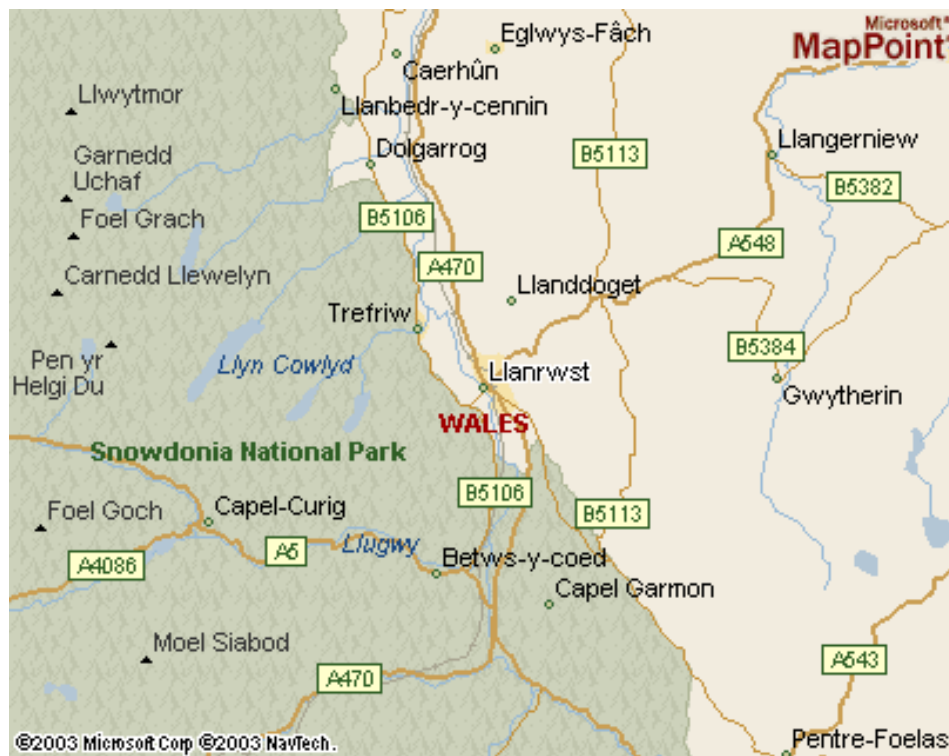 Microsoft®
MapPoint®
Eglwys-Fâch
Caerhûn
Llwytmor
Llanbedr-y-cennin
Garnedd
Uchaf
Dolgarrog
B5113
Llangerniew
B5382
Foel Grach
B5106
A548
Carnedd Llewelyn
A470
Llanddoget
Trefriw
Pen yr
Helgi Du
Llyn Cowlyd
Llanrwst
B5384
Gwytherin
WALES
Snowdonia National Park
B5106
Foel Goch
Capel-Curig
B5113
Llugwy
A5
A4086
Betws-y-coed
Capel Garmon
Moel Siabod
A470
A543
Pentre-Foelas
©2003 Microsoft Corp ©2003 NavTech.